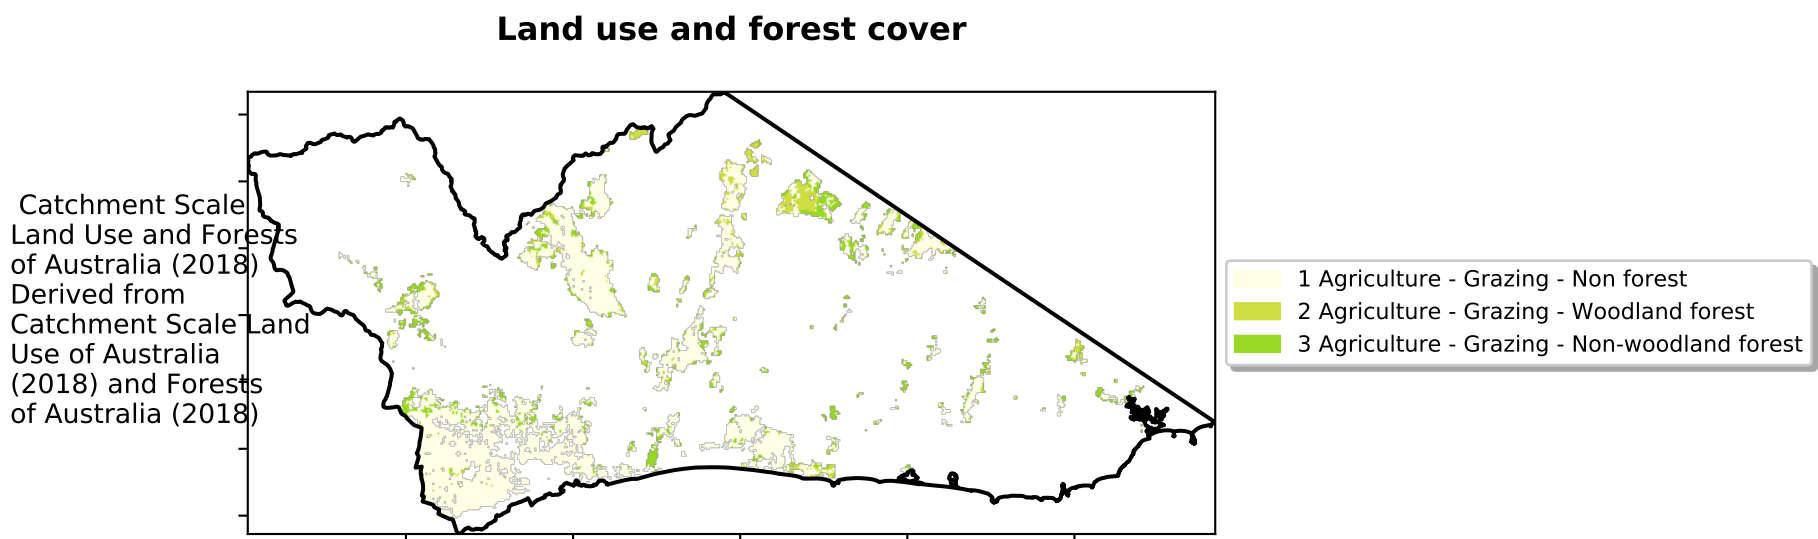 Land use and forest cover
Catchment Scale
Land Use and Forests
of Australia (2018)
Derived from
Catchment Scale Land
Use of Australia
(2018) and Forests
of Australia (2018)
1 Agriculture - Grazing - Non forest
2 Agriculture - Grazing - Woodland forest
3 Agriculture - Grazing - Non-woodland forest